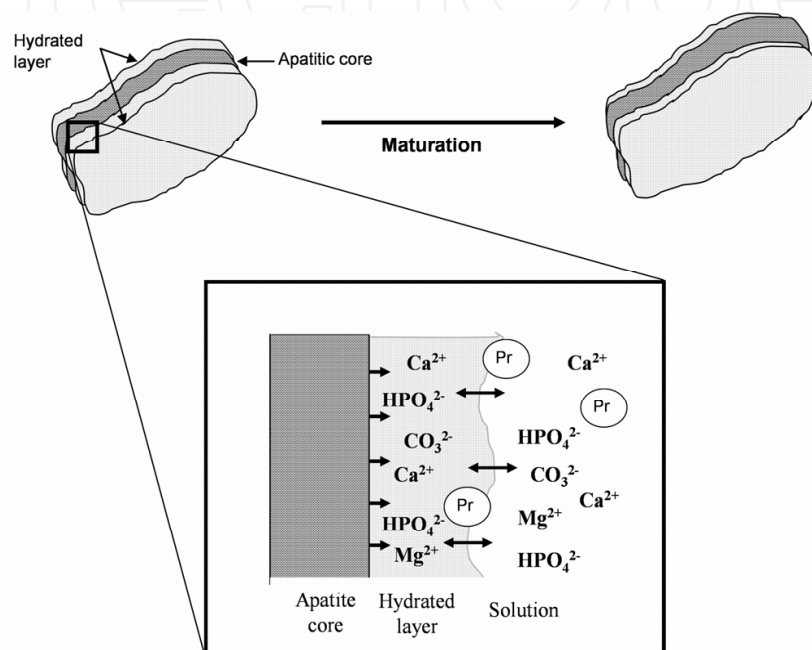 Hydrated
layer
Apatitic core
Maturation
Ca²⁺
Pr
Ca²⁺
HPO₄²⁻
Pr
CO₃²⁻
HPO₄²⁻
Ca²⁺
CO₃²⁻
Pr
Ca²⁺
HPO₄²⁻
Mg²⁺
Mg²⁺
HPO₄²⁻
Apatite
core
Hydrated
layer
Solution